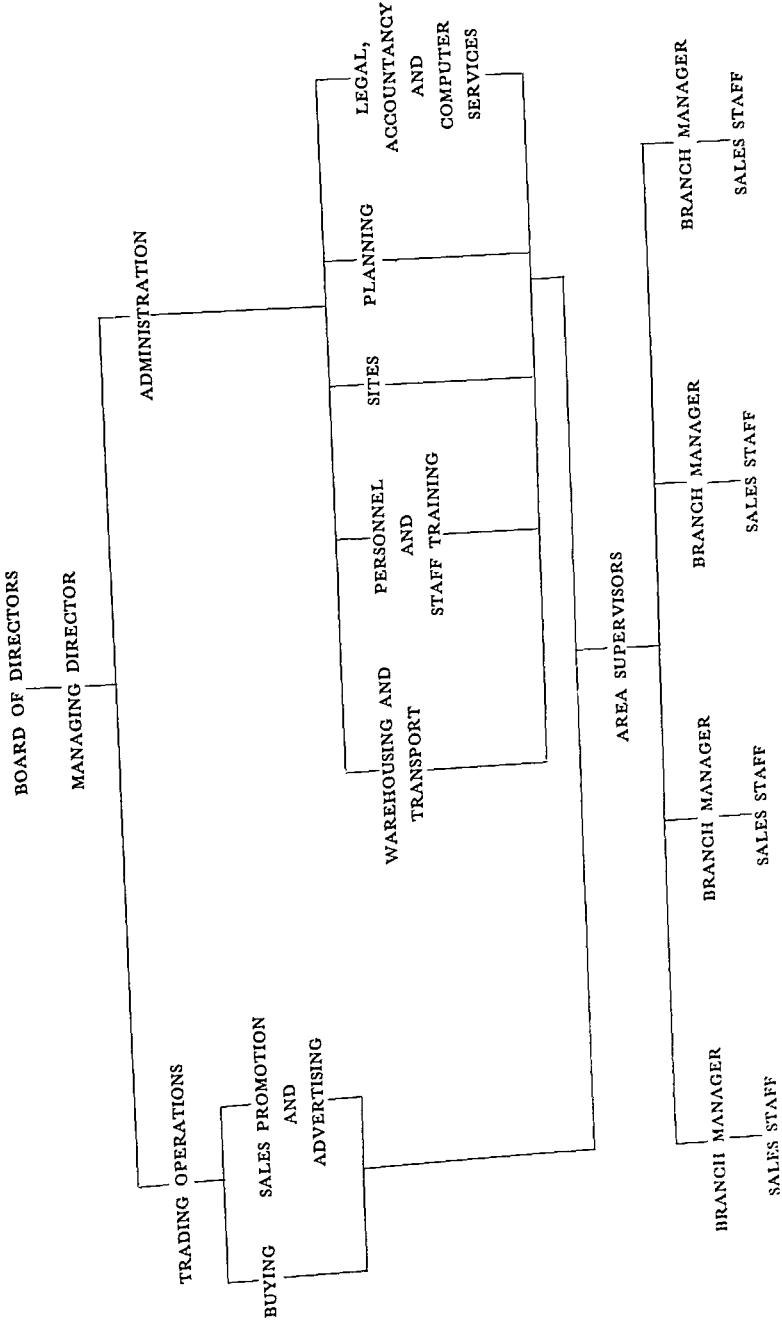 BOARD OF DIRECTORS
MANAGING DIRECTOR
TRADING OPERATIONS
ADMINISTRATION
BUYING
SALES PROMOTION
AND
ADVERTISING
WAREHOUSING AND
TRANSPORT
PERSONNEL
AND
STAFF TRAINING
SITES
PLANNING
LEGAL,
ACCOUNTANCY
AND
COMPUTER
SERVICES
AREA SUPERVISORS
BRANCH MANAGER
SALES STAFF
BRANCH MANAGER
SALES STAFF
BRANCH MANAGER
SALES STAFF
BRANCH MANAGER
SALES STAFF